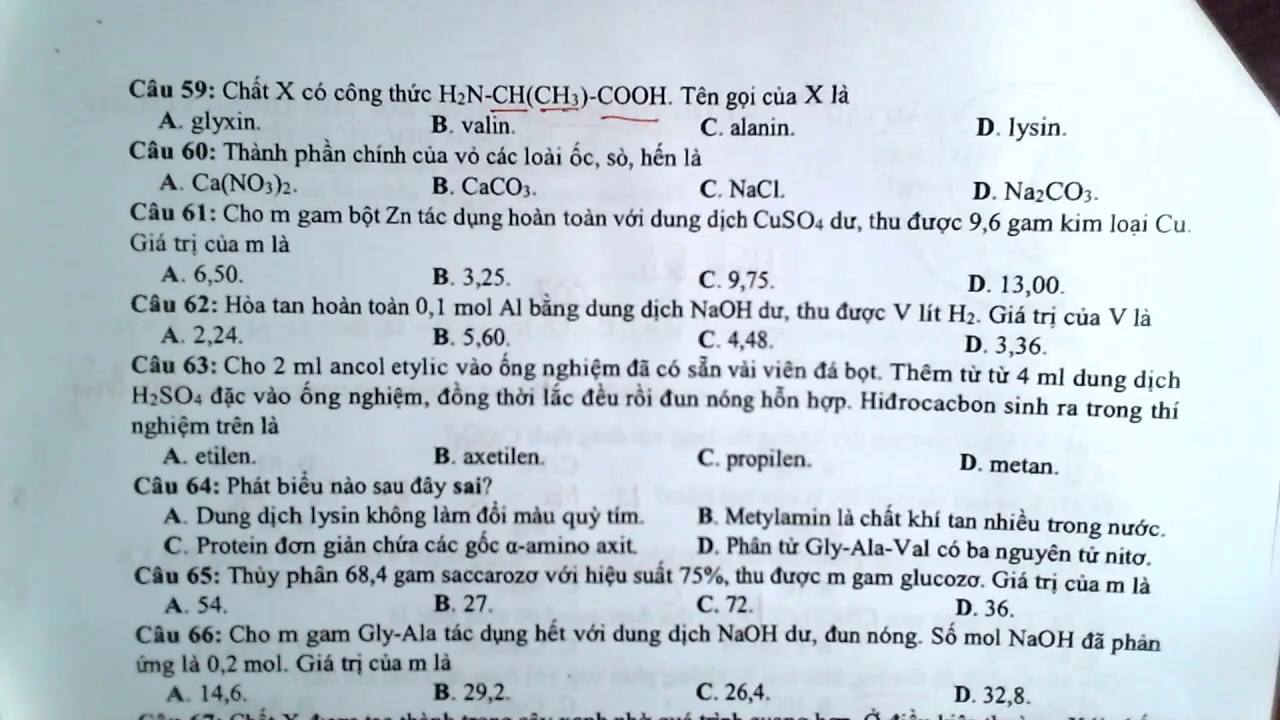 Câu 59: Chất X có công thức H₂N-CH(CH₃)-COOH. Tên gọi của X là
A. glyxin. B. valin. C. alanin. D. lysin.
Câu 60: Thành phần chính của vỏ các loài ốc, sò, hến là
A. Ca(NO₃)₂. B. CaCO₃. C. NaCl. D. Na₂CO₃.
Câu 61: Cho m gam bột Zn tác dụng hoàn toàn với dung dịch CuSO₄ dư, thu được 9,6 gam kim loại Cu.
Giá trị của m là
A. 6,50. B. 3,25. C. 9,75. D. 13,00.
Câu 62: Hòa tan hoàn toàn 0,1 mol Al bằng dung dịch NaOH dư, thu được V lít H₂. Giá trị của V là
A. 2,24. B. 5,60. C. 4,48. D. 3,36.
Câu 63: Cho 2 ml ancol etylic vào ống nghiệm đã có sẵn vài viên đá bọt. Thêm từ từ 4 ml dung dịch
H₂SO₄ đặc vào ống nghiệm, đồng thời lắc đều rồi đun nóng hỗn hợp. Hiđrocacbon sinh ra trong thí
nghiệm trên là
A. etilen. B. axetilen. C. propilen. D. metan.
Câu 64: Phát biểu nào sau đây sai?
A. Dung dịch lysin không làm đổi màu quỳ tím. B. Metylamin là chất khí tan nhiều trong nước.
C. Protein đơn giản chứa các gốc α-amino axit. D. Phân tử Gly-Ala-Val có ba nguyên tử nitơ.
Câu 65: Thủy phân 68,4 gam saccarozơ với hiệu suất 75%, thu được m gam glucozơ. Giá trị của m là
A. 54. B. 27. C. 72. D. 36.
Câu 66: Cho m gam Gly-Ala tác dụng hết với dung dịch NaOH dư, đun nóng. Số mol NaOH đã phản
ứng là 0,2 mol. Giá trị của m là
A. 14,6. B. 29,2. C. 26,4. D. 32,8.